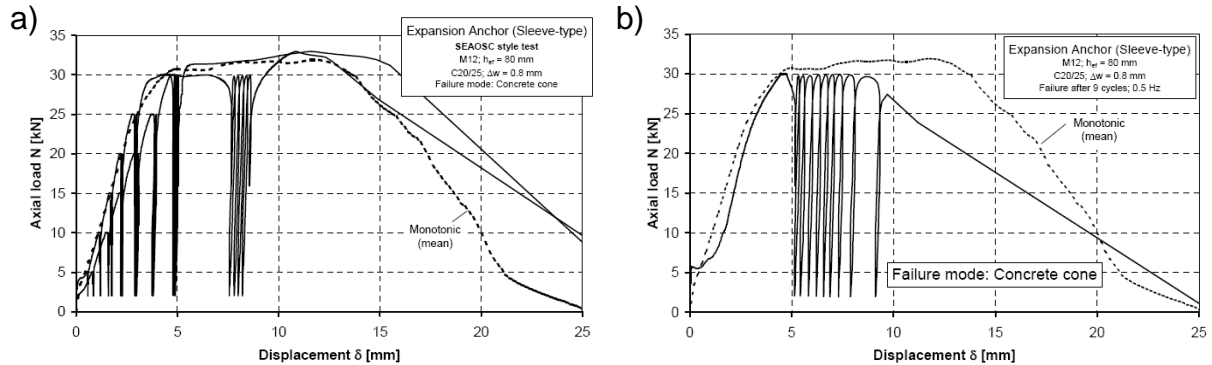 a)
35
30
25
20
15
10
5
0
Axial load N [kN]
Expansion Anchor (Sleeve-type)
SEAOSC style test
M12; hef = 80 mm
C20/25; Δw = 0.8 mm
Failure mode: Concrete cone
Monotonic
(mean)
0 5 10 15 20 25
Displacement δ [mm]
b)
35
30
25
20
15
10
5
0
Axial load N [kN]
Expansion Anchor (Sleeve-type)
M12; hef = 80 mm
C20/25; Δw = 0.8 mm
Failure after 9 cycles; 0.5 Hz
Monotonic
(mean)
Failure mode: Concrete cone
0 5 10 15 20 25
Displacement δ [mm]